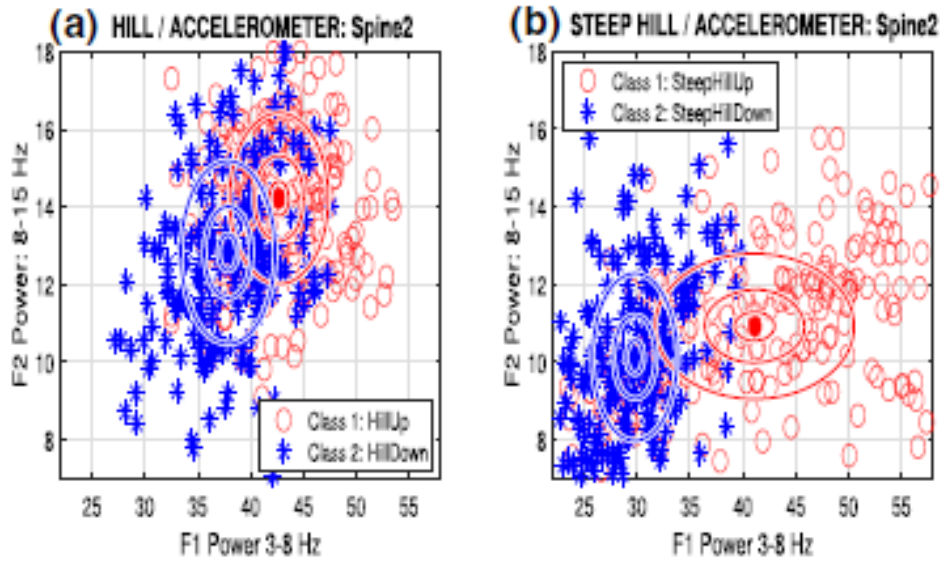 (a) HILL / ACCELEROMETER: Spine2
18
16
14
12
10
8
F2 Power: 8-15 Hz
25 30 35 40 45 50 55
F1 Power 3-8 Hz
Class 1: HillUp
Class 2: HillDown
(b) STEEP HILL / ACCELEROMETER: Spine2
18
16
14
12
10
8
F2 Power: 8-15 Hz
Class 1: SteepHillUp
Class 2: SteepHillDown
25 30 35 40 45 50 55
F1 Power 3-8 Hz